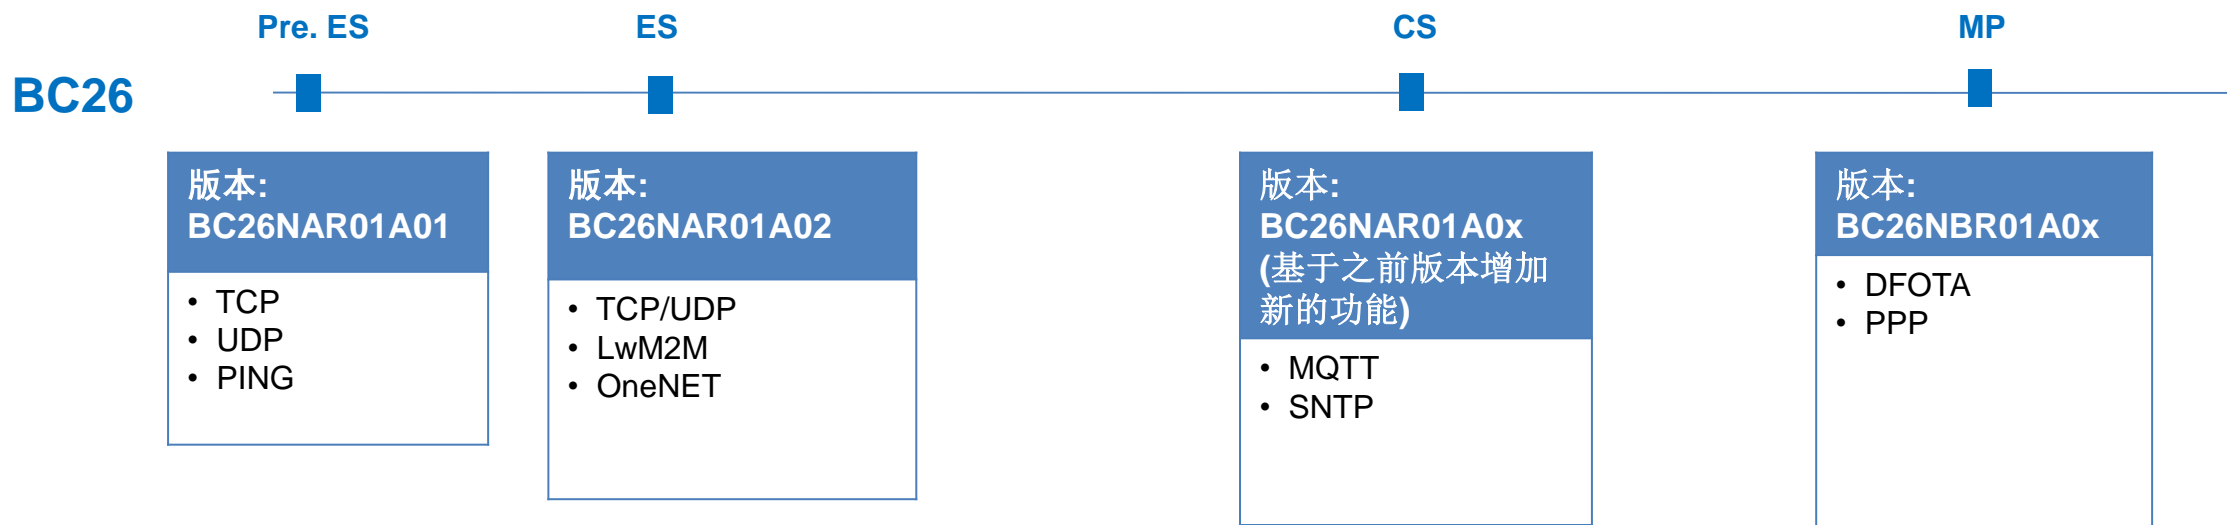 Pre. ES
ES
CS
MP
BC26
版本:
BC26NAR01A01
• TCP
• UDP
• PING
版本:
BC26NAR01A02
• TCP/UDP
• LwM2M
• OneNET
版本:
BC26NAR01A0x
(基于之前版本增加
新的功能)
• MQTT
• SNTP
版本:
BC26NBR01A0x
• DFOTA
• PPP